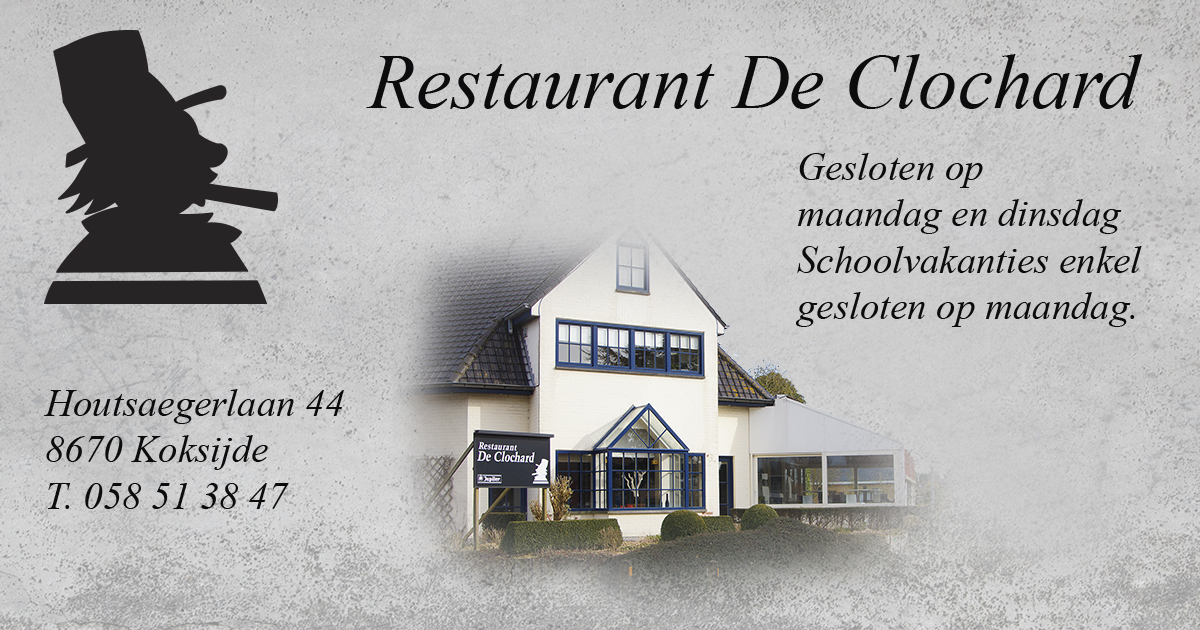 Restaurant De Clochard
Gesloten op
maandag en dinsdag
Schoolvakanties enkel
gesloten op maandag.
Houtsaegerlaan 44
8670 Koksijde
T. 058 51 38 47
Restaurant
De Clochard
Jupiler